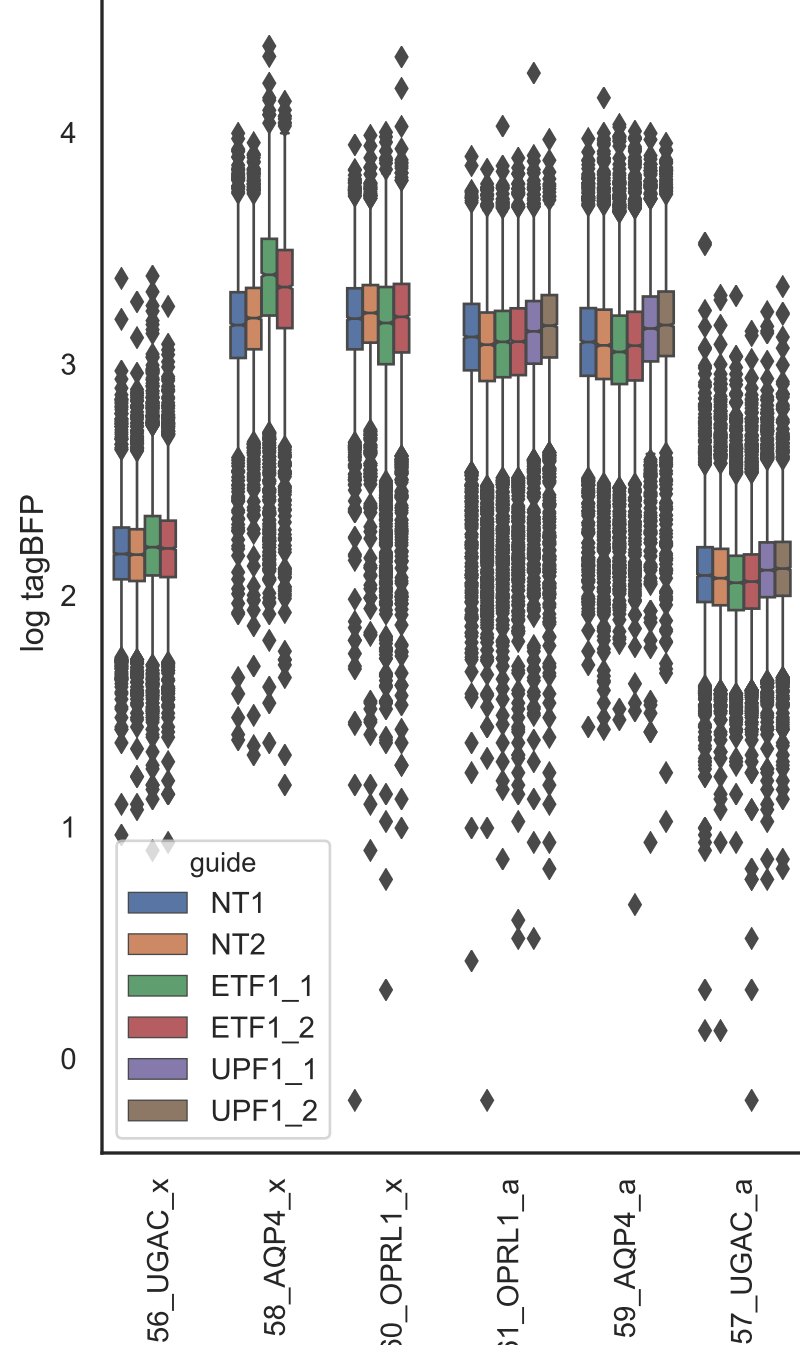 4
3
2
1
0
log tagBFP
guide
NT1
NT2
ETF1_1
ETF1_2
UPF1_1
UPF1_2
56_UGAC_x
58_AQP4_x
60_OPRL1_x
61_OPRL1_a
59_AQP4_a
57_UGAC_a